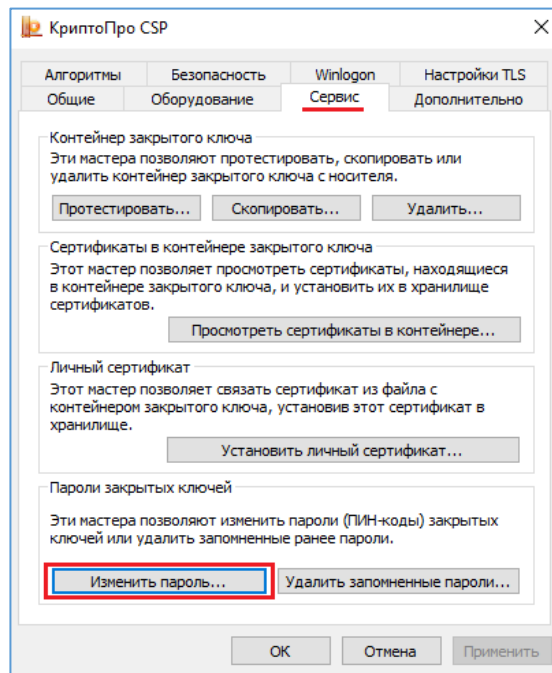 КриптоПро CSP
Алгоритмы Безопасность Winlogon Настройки TLS
Общие Оборудование Сервис Дополнительно
Контейнер закрытого ключа
Эти мастера позволяют протестировать, скопировать или
удалить контейнер закрытого ключа с носителя.
Протестировать... Скопировать... Удалить...
Сертификаты в контейнере закрытого ключа
Этот мастер позволяет просмотреть сертификаты, находящиеся
в контейнере закрытого ключа, и установить их в хранилище
сертификатов.
Просмотреть сертификаты в контейнере...
Личный сертификат
Этот мастер позволяет связать сертификат из файла с
контейнером закрытого ключа, установив этот сертификат в
хранилище.
Установить личный сертификат...
Пароли закрытых ключей
Эти мастера позволяют изменить пароли (ПИН-коды) закрытых
ключей или удалить запомненные ранее пароли.
Изменить пароль... Удалить запомненные пароли...
ОК Отмена Применить